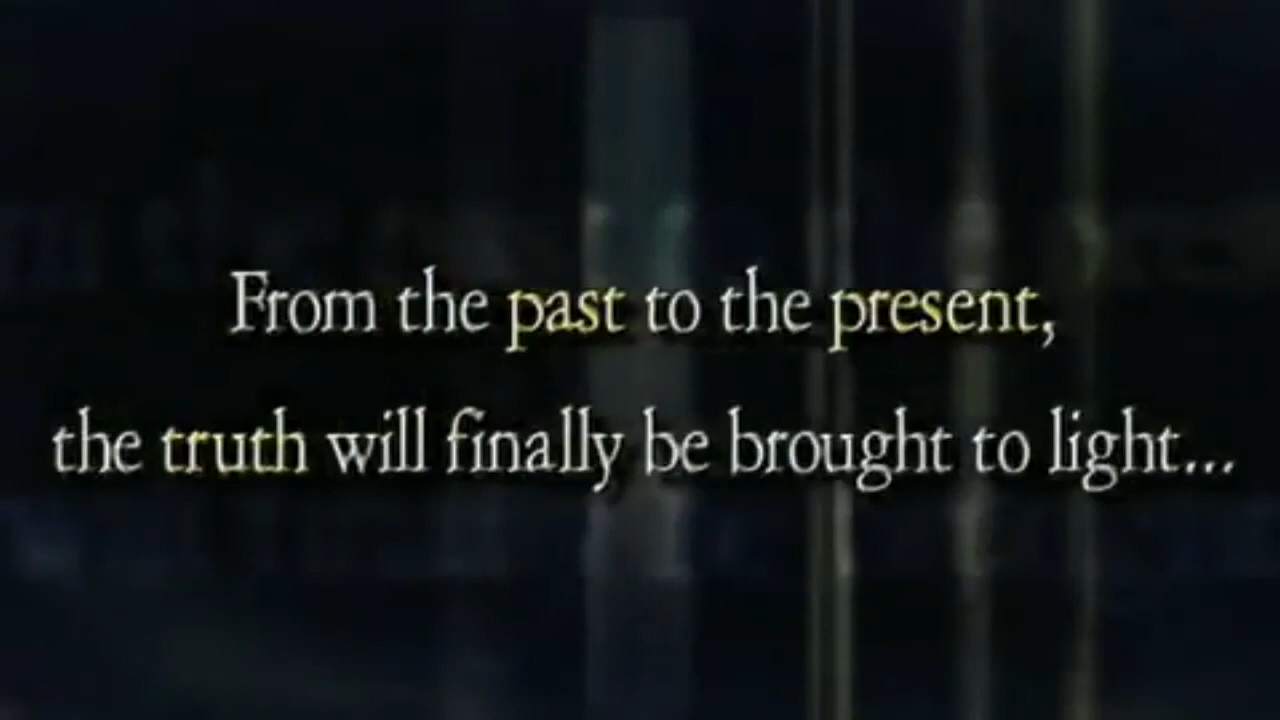 From the past to the present,
the truth will finally be brought to light...